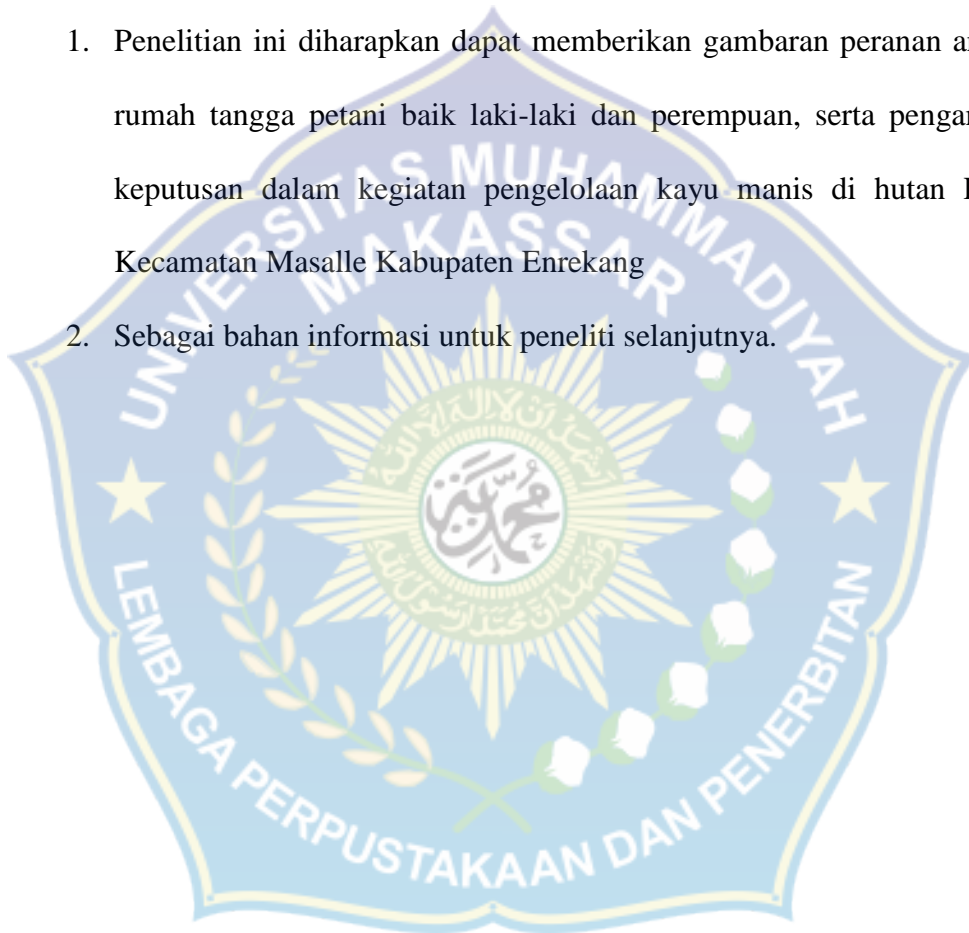 1. Penelitian ini diharapkan dapat memberikan gambaran peranan
rumah tangga petani baik laki-laki dan perempuan, serta
keputusan dalam kegiatan pengelolaan kayu manis di hutan
Kecamatan Masalle Kabupaten Enrekang
2. Sebagai bahan informasi untuk peneliti selanjutnya.
UNIVERSITAS MUHAMMADIYAH
MAKASSAR
محمد
LEMBAGA PERPUSTAKAAN DAN PENERBITAN